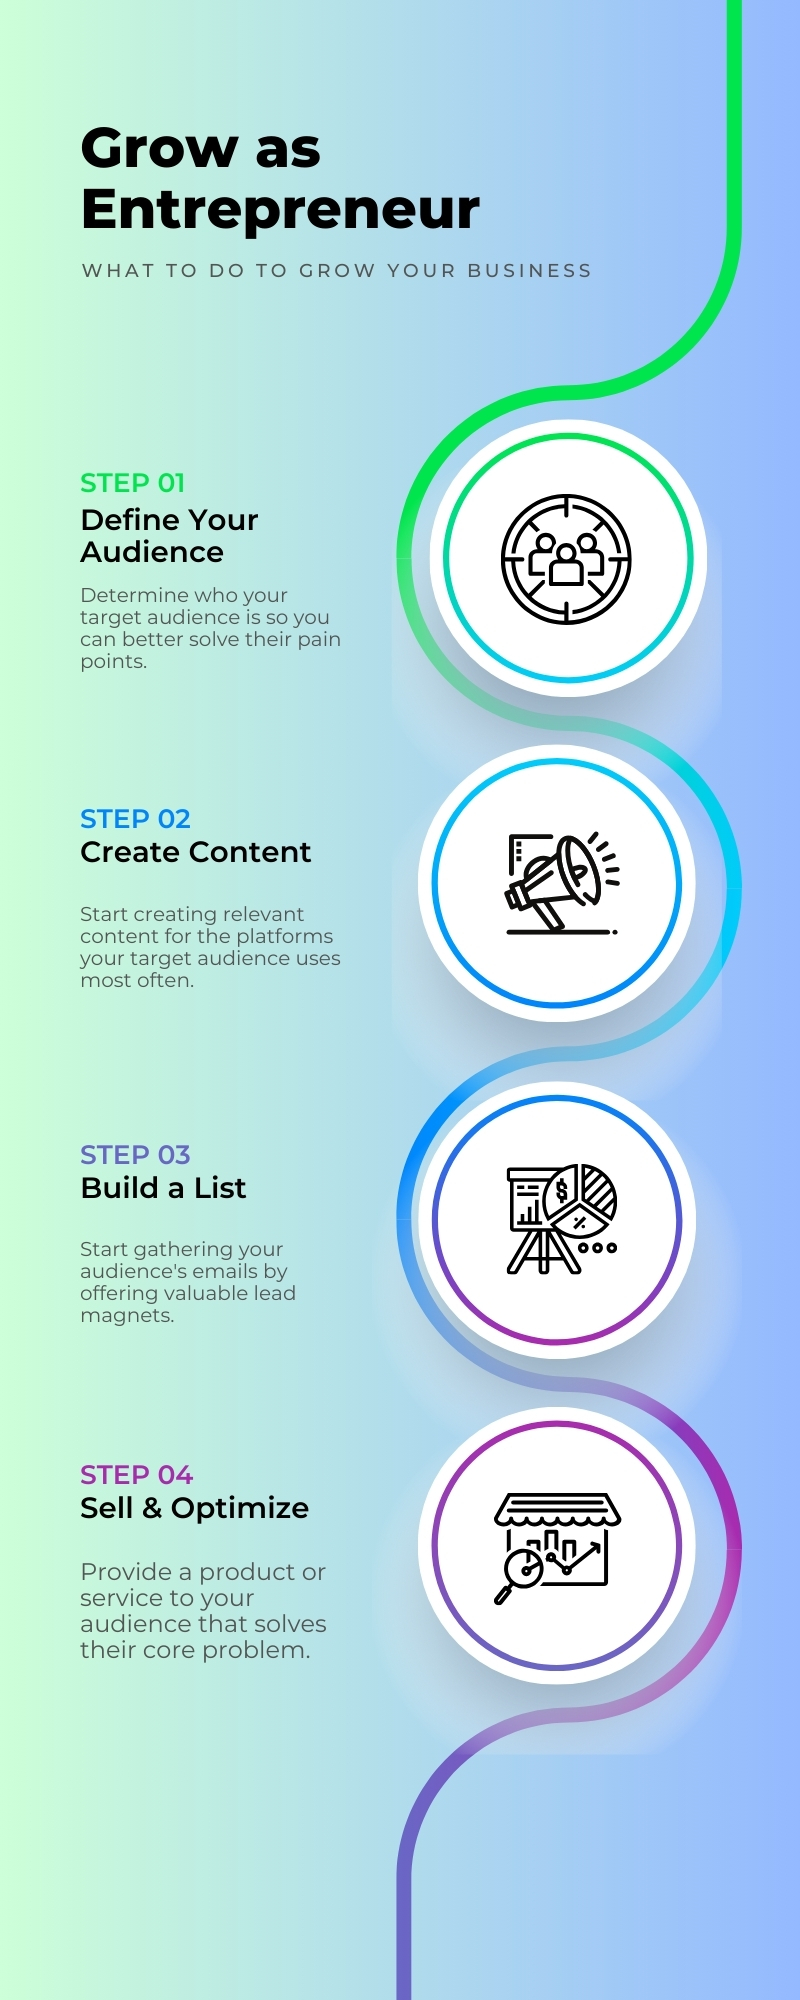 Grow as
Entrepreneur
WHAT TO DO TO GROW YOUR BUSINESS
STEP 01
Define Your
Audience
Determine who your
target audience is so you
can better solve their pain
points.
STEP 02
Create Content
Start creating relevant
content for the platforms
your target audience uses
most often.
STEP 03
Build a List
Start gathering your
audience's emails by
offering valuable lead
magnets.
$
%
STEP 04
Sell & Optimize
Provide a product or
service to your
audience that solves
their core problem.